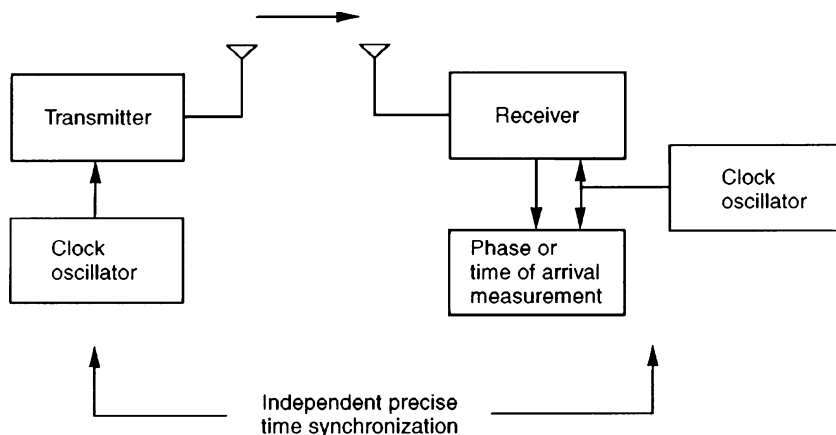 Transmitter
Receiver
Clock
oscillator
Clock
oscillator
Phase or
time of arrival
measurement
Independent precise
time synchronization